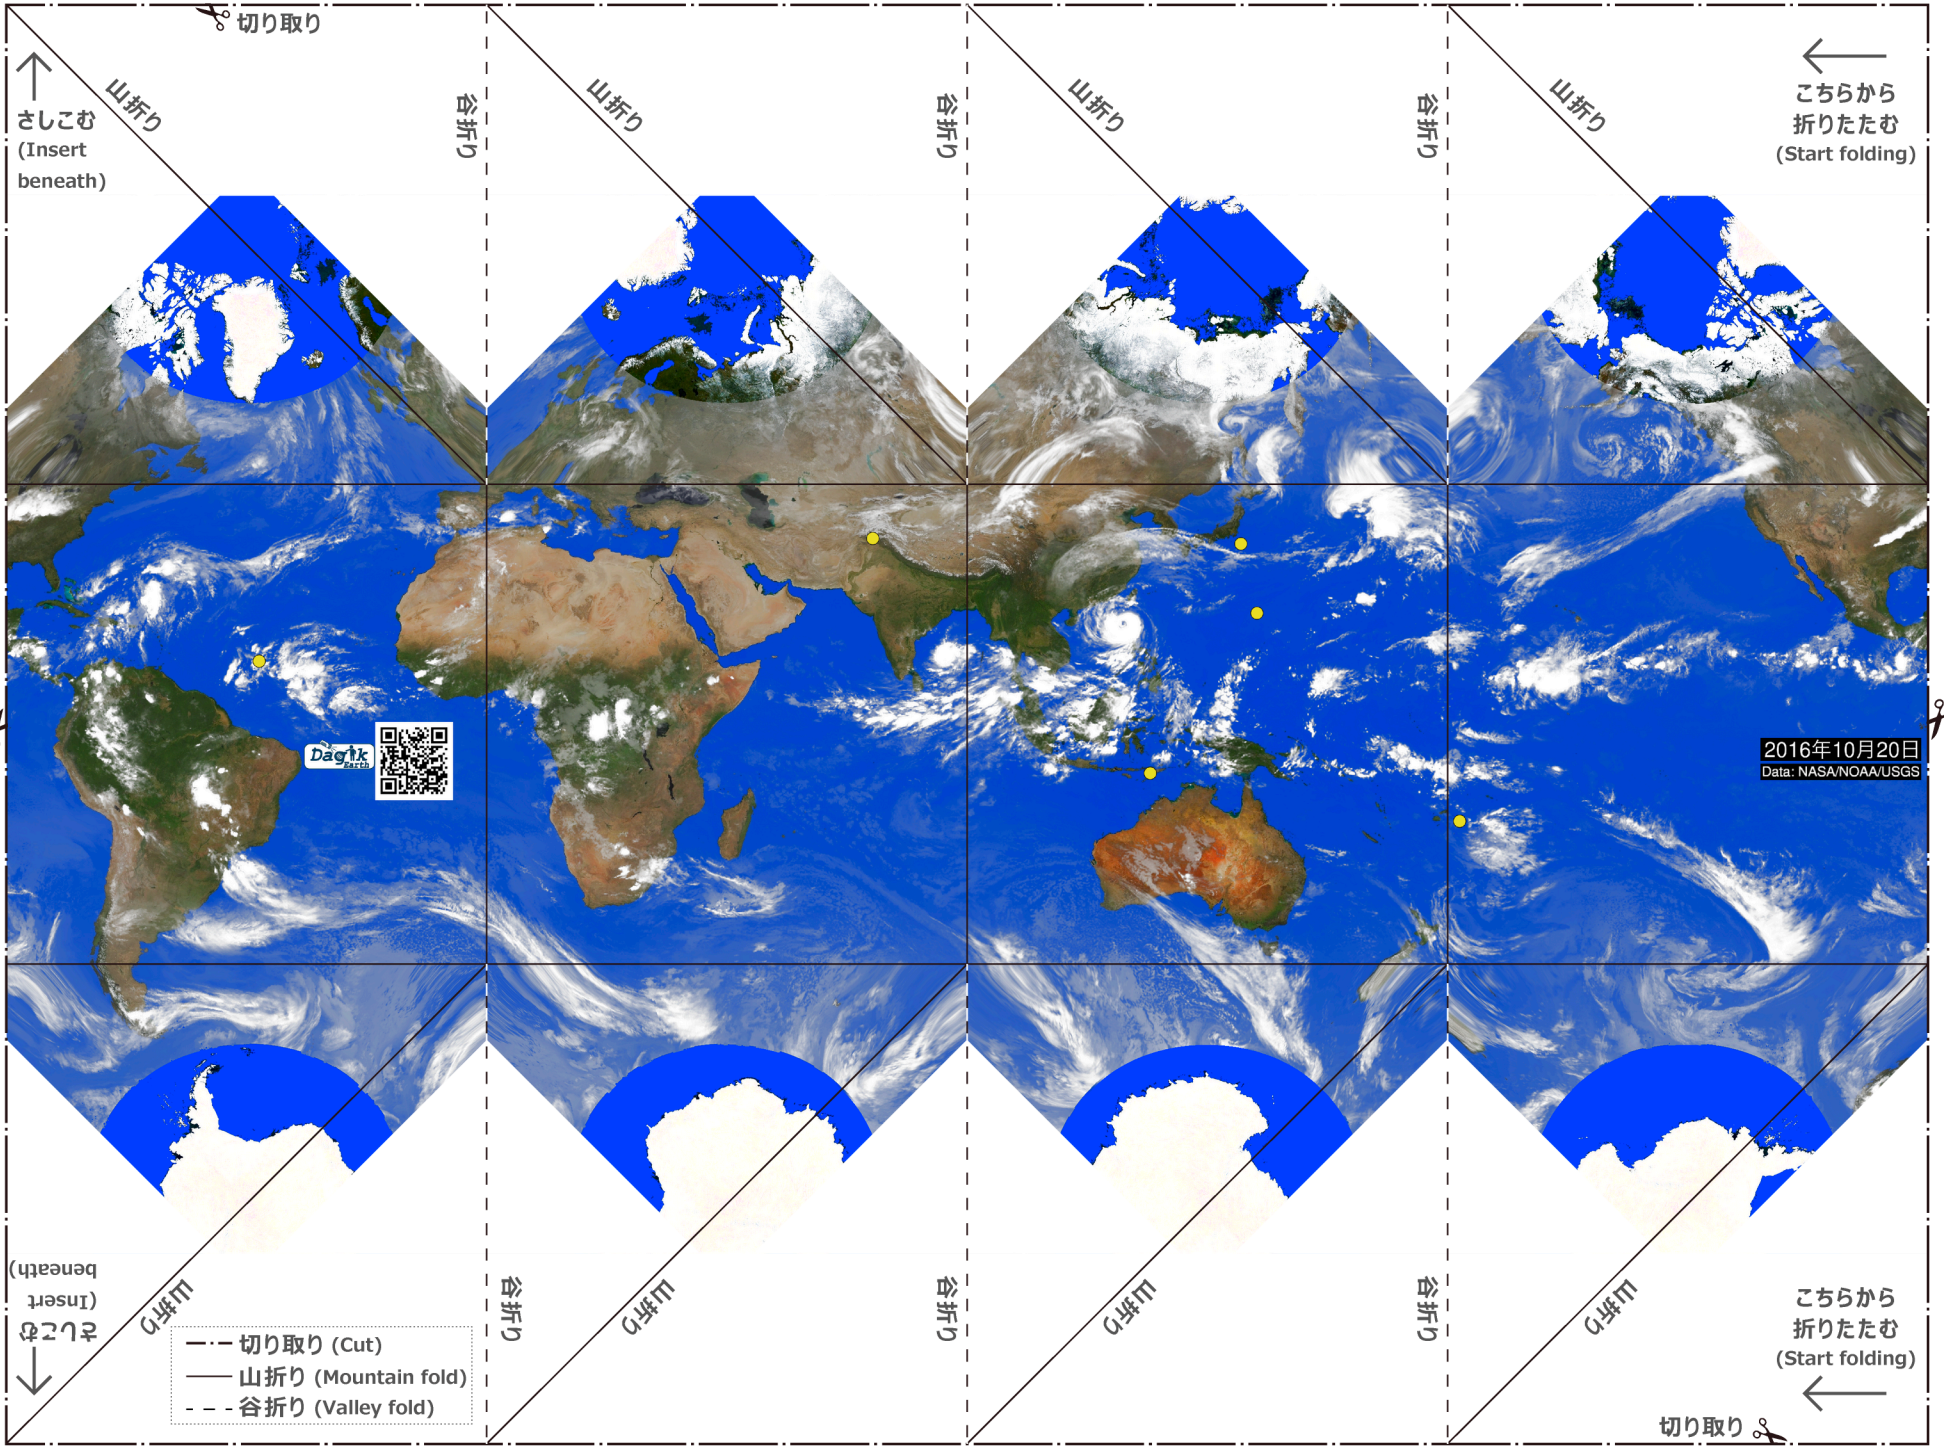 切り取り
山折り
谷折り
山折り
谷折り
山折り
谷折り
山折り
さしこむ
(Insert
beneath)
こちらから
折りたたむ
(Start folding)
Dagik
Earth
2016年10月20日
Data: NASA/NOAA/USGS
さしこむ
(Insert
beneath)
山折り
谷折り
山折り
谷折り
山折り
谷折り
山折り
こちらから
折りたたむ
(Start folding)
切り取り (Cut)
山折り (Mountain fold)
谷折り (Valley fold)
切り取り